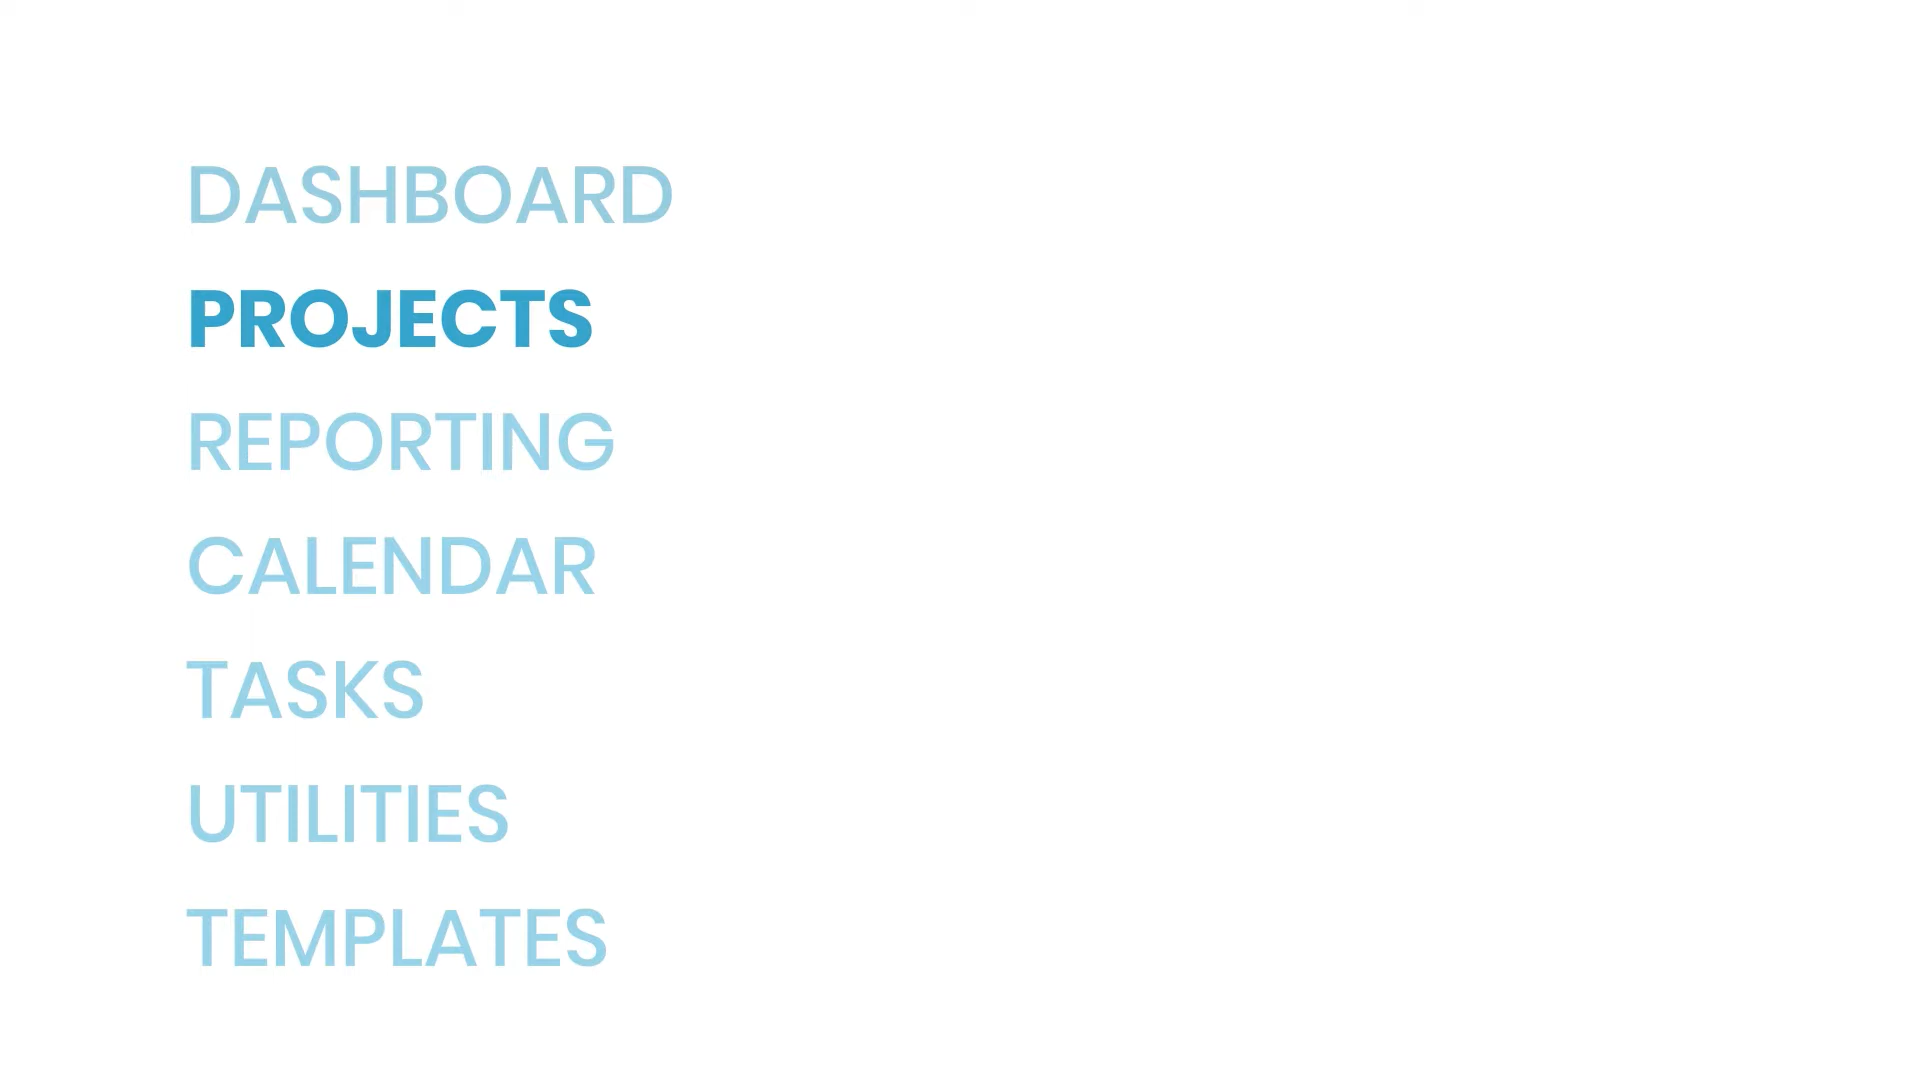 DASHBOARD
PROJECTS
REPORTING
CALENDAR
TASKS
UTILITIES
TEMPLATES